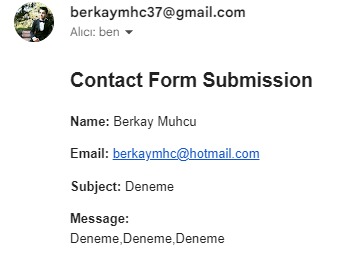 berkaymhc37@gmail.com
Alıcı: ben
Contact Form Submission
Name: Berkay Muhcu
Email: berkaymhc@hotmail.com
Subject: Deneme
Message:
Deneme,Deneme,Deneme